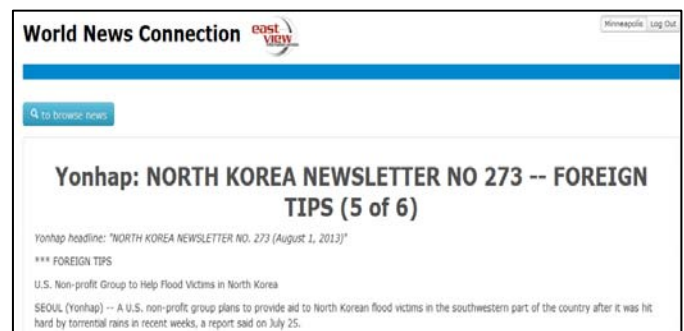 World News Connection east VIEW
Minneapolis Log Out
to browse news
Yonhap: NORTH KOREA NEWSLETTER NO 273 -- FOREIGN
TIPS (5 of 6)
Yonhap headline: "NORTH KOREA NEWSLETTER NO. 273 (August 1, 2013)"
*** FOREIGN TIPS
U.S. Non-profit Group to Help Flood Victims in North Korea
SEOUL (Yonhap) -- A U.S. non-profit group plans to provide aid to North Korean flood victims in the southwestern part of the country after it was hit
hard by torrential rains in recent weeks, a report said on July 25.